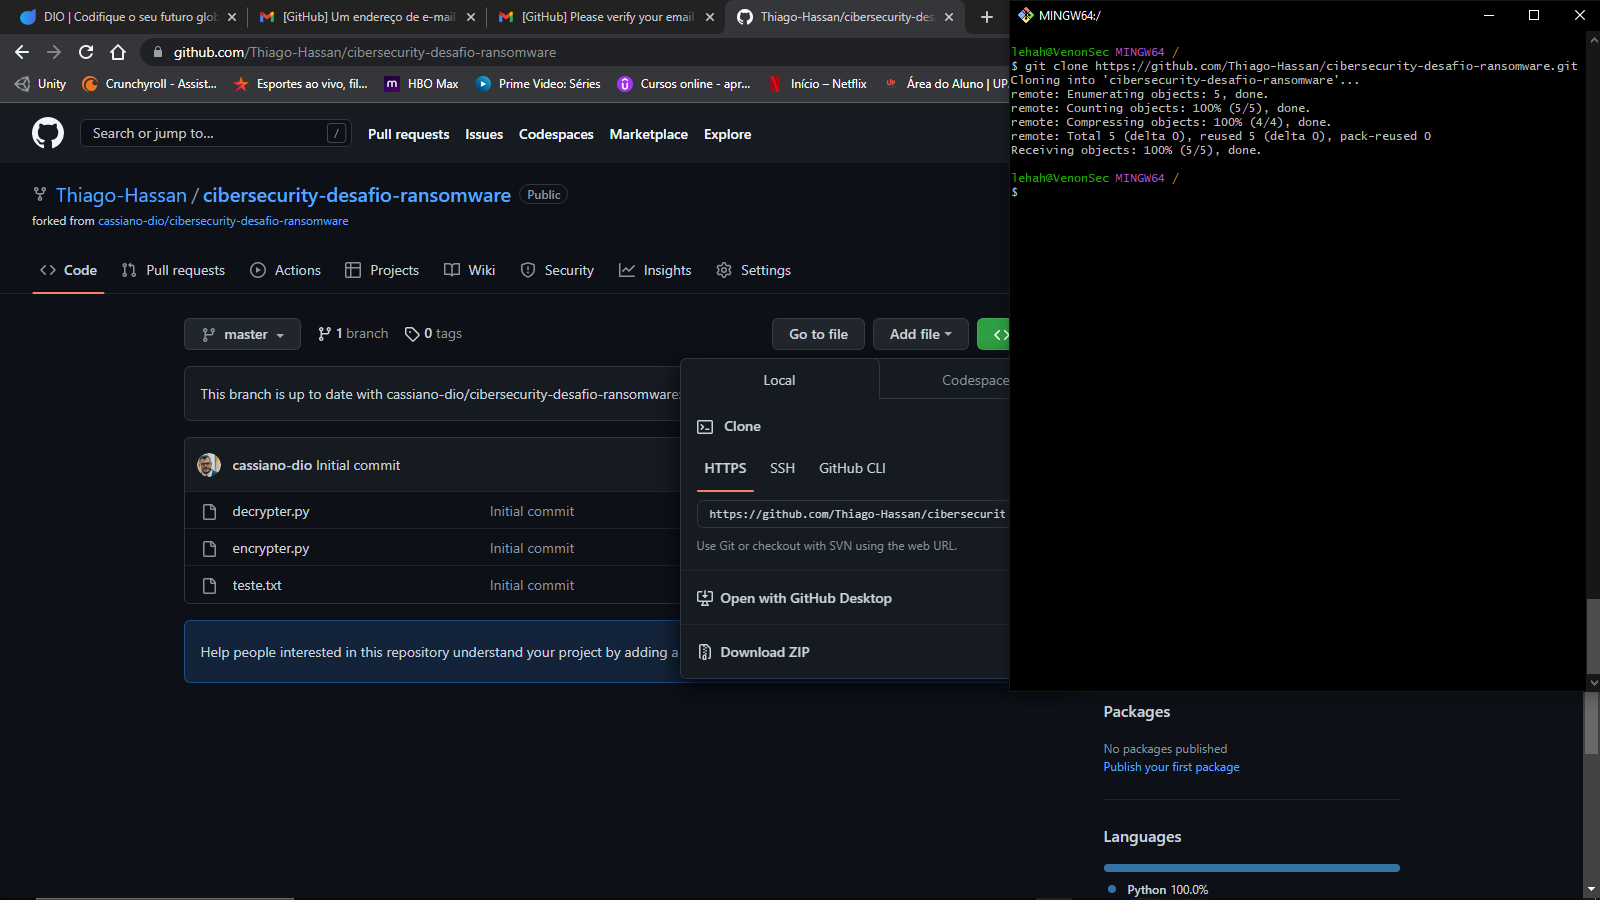 DIO | Codifique o seu futuro glob
[GitHub] Um endereço de e-mail
[GitHub] Please verify your email
Thiago-Hassan/cibersecurity-desa
github.com/Thiago-Hassan/cibersecurity-desafio-ransomware
Unity
Crunchyroll - Assist...
Esportes ao vivo, fil...
HBO Max
Prime Video: Séries
Cursos online - apr...
Início – Netflix
Área do Aluno | UP
Search or jump to...
/
Pull requests
Issues
Codespaces
Marketplace
Explore
Thiago-Hassan / cibersecurity-desafio-ransomware
Public
forked from cassiano-dio/cibersecurity-desafio-ransomware
Code
Pull requests
Actions
Projects
Wiki
Security
Insights
Settings
master
1 branch
0 tags
Go to file
Add file
This branch is up to date with cassiano-dio/cibersecurity-desafio-ransomware:
cassiano-dio Initial commit
decrypter.py Initial commit
encrypter.py Initial commit
teste.txt Initial commit
Help people interested in this repository understand your project by adding a
Local
Codespace
Clone
HTTPS
SSH
GitHub CLI
https://github.com/Thiago-Hassan/cibersecurit
Use Git or checkout with SVN using the web URL.
Open with GitHub Desktop
Download ZIP
MINGW64:/
lehah@VenonSec MINGW64 /
$ git clone https://github.com/Thiago-Hassan/cibersecurity-desafio-ransomware.git
Cloning into 'cibersecurity-desafio-ransomware'...
remote: Enumerating objects: 5, done.
remote: Counting objects: 100% (5/5), done.
remote: Compressing objects: 100% (4/4), done.
remote: Total 5 (delta 0), reused 5 (delta 0), pack-reused 0
Receiving objects: 100% (5/5), done.
lehah@VenonSec MINGW64 /
$
Packages
No packages published
Publish your first package
Languages
Python 100.0%